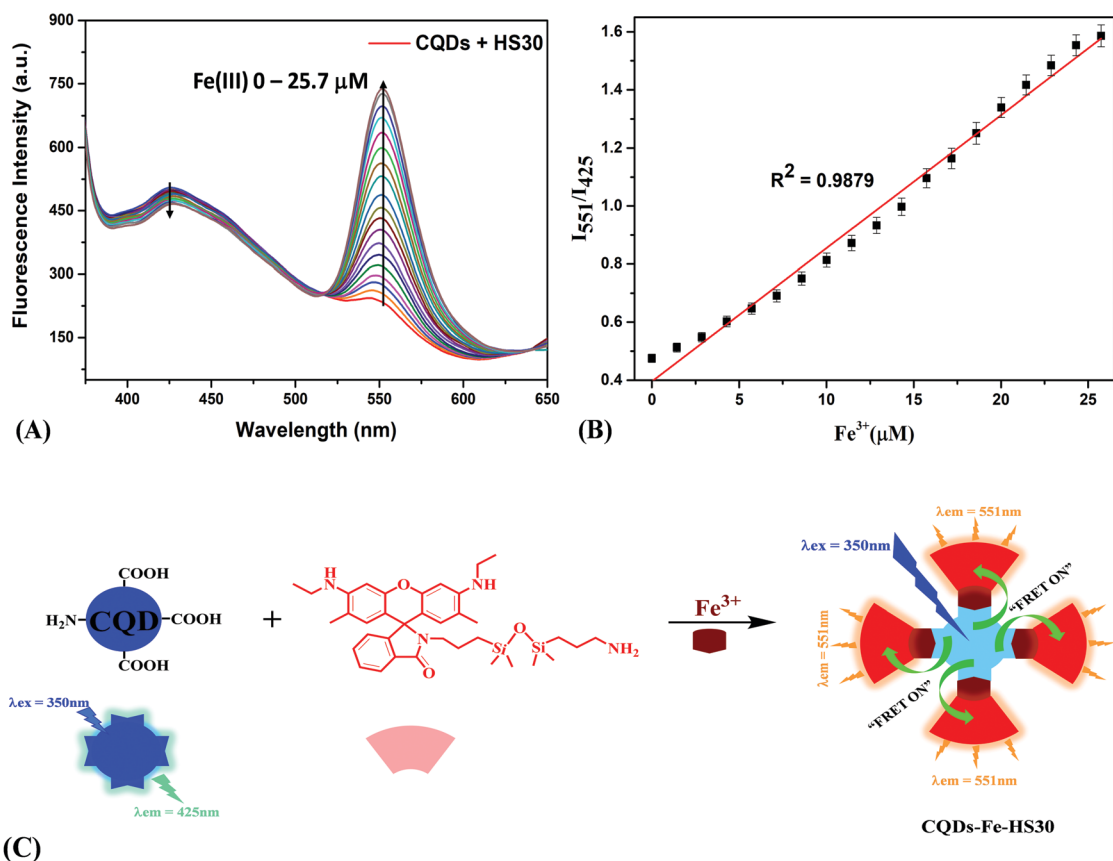 900
750
600
450
300
150
Fluorescence Intensity (a.u.)
CQDs + HS30
Fe(III) 0 – 25.7 μM
400 450 500 550 600 650
Wavelength (nm)
(A)
1.6
1.4
1.2
1.0
0.8
0.6
0.4
I₅₅₁/I₄₂₅
R² = 0.9879
0 5 10 15 20 25
Fe³⁺(μM)
(B)
COOH
H₂N
CQD
COOH
COOH
λex = 350nm
λem = 425nm
+
H
N
O
N
H
N
O
Si
O
Si
NH₂
Fe³⁺
λem = 551nm
λex = 350nm
"FRET ON"
λem = 551nm
λem = 551nm
"FRET ON"
λem = 551nm
CQDs-Fe-HS30
(C)